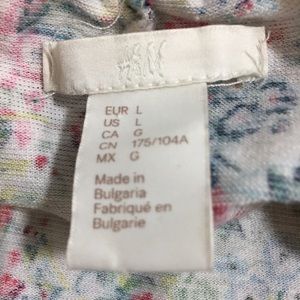 H&M
EUR L
US L
CA G
CN 175/104A
MX G
Made in
Bulgaria
Fabriqué en
Bulgarie